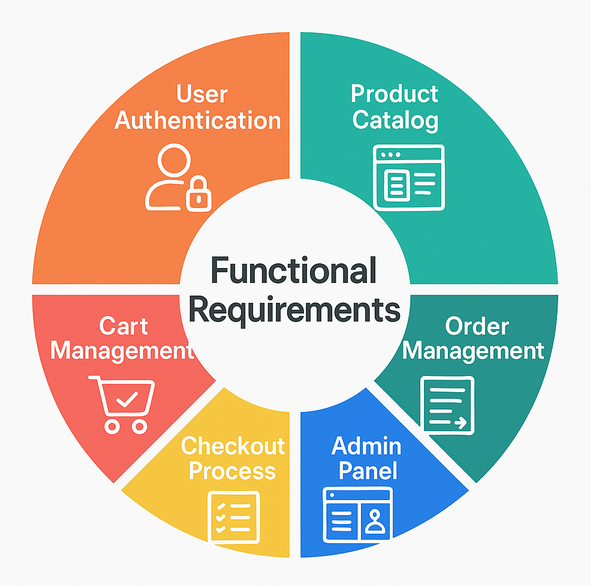 User
Authentication
Product
Catalog
Functional
Requirements
Cart
Management
Order
Management
Checkout
Process
Admin
Panel